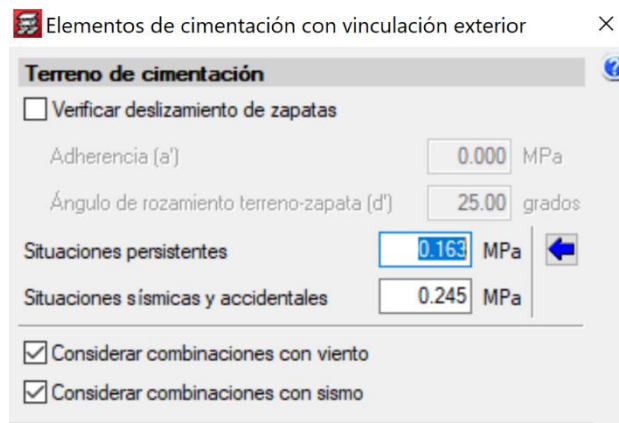 Elementos de cimentación con vinculación exterior
Terreno de cimentación
Verificar deslizamiento de zapatas
Adherencia (a') 0.000 MPa
Ángulo de rozamiento terreno-zapata (d') 25.00 grados
Situaciones persistentes 0.163 MPa
Situaciones sísmicas y accidentales 0.245 MPa
Considerar combinaciones con viento
Considerar combinaciones con sismo